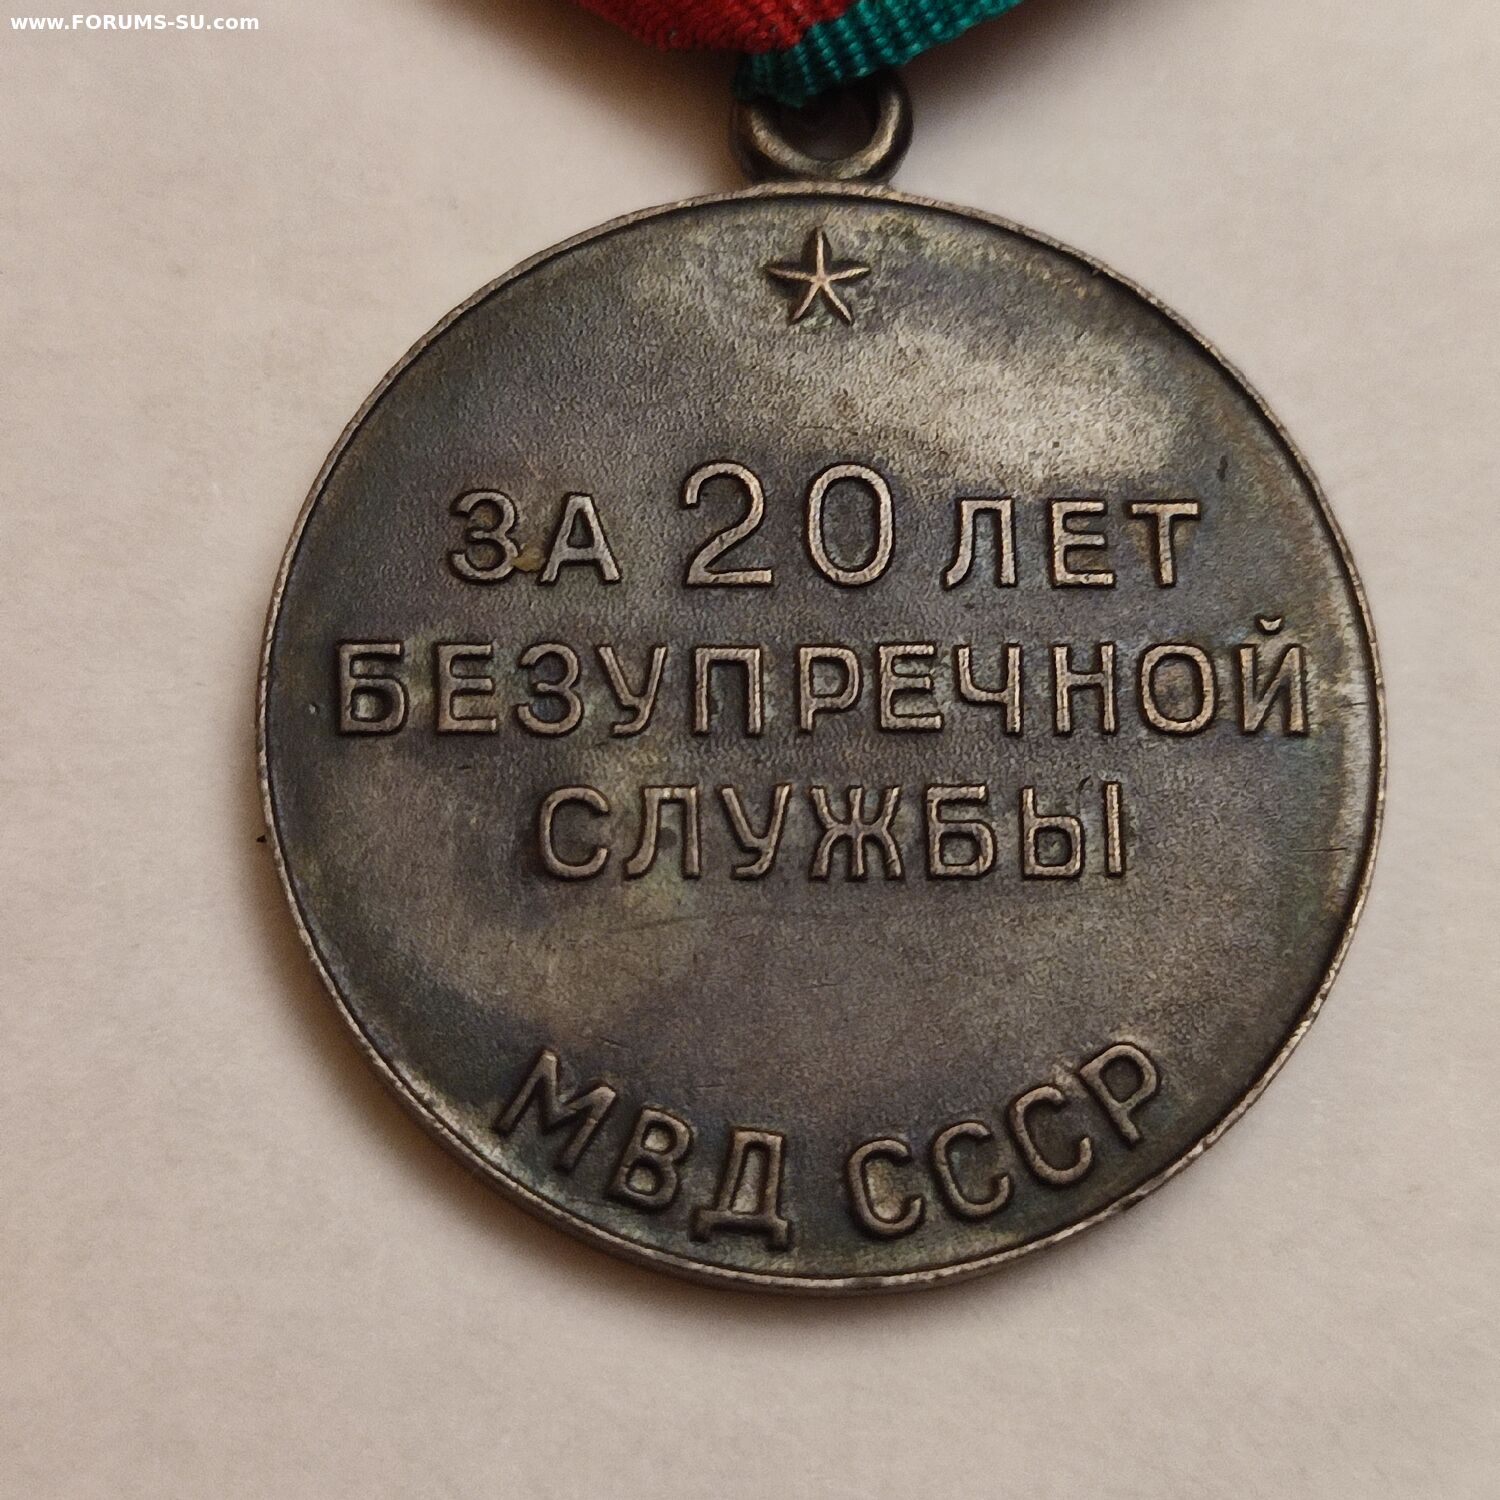 www.FORUMS-SU.com
ЗА 20 ЛЕТ
БЕЗУПРЕЧНОЙ
СЛУЖБЫ
МВД СССР